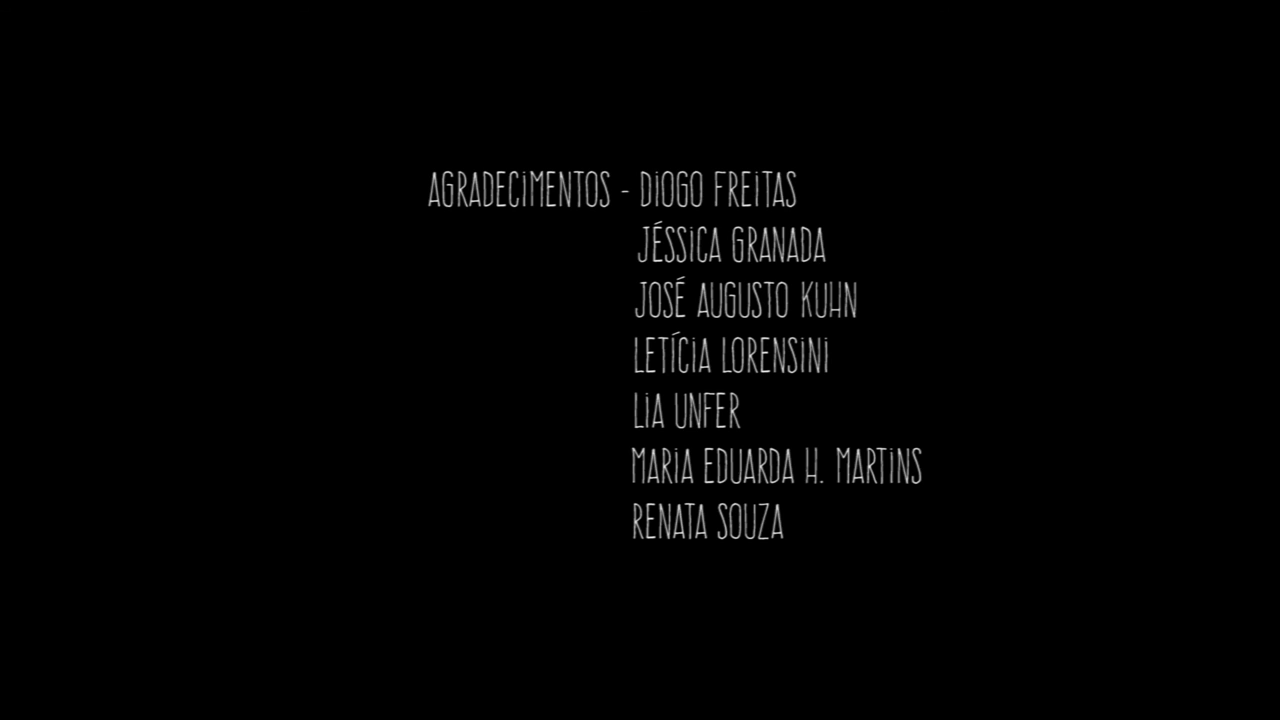 AGRADECiMENTOS - DiOGO FREiTAS
JÉSSiCA GRANADA
JOSÉ AUGUSTO KUHN
LETÍCiA LORENSiNi
LiA UNFER
MARiA EDUARDA H. MARTiNS
RENATA SOUZA